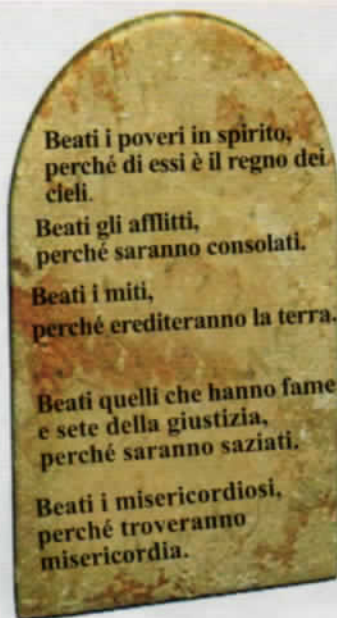 Beati i poveri in spirito,
perché di essi è il regno dei
cieli.
Beati gli afflitti,
perché saranno consolati.
Beati i miti,
perché erediteranno la terra.
Beati quelli che hanno fame
e sete della giustizia,
perché saranno saziati.
Beati i misericordiosi,
perché troveranno
misericordia.